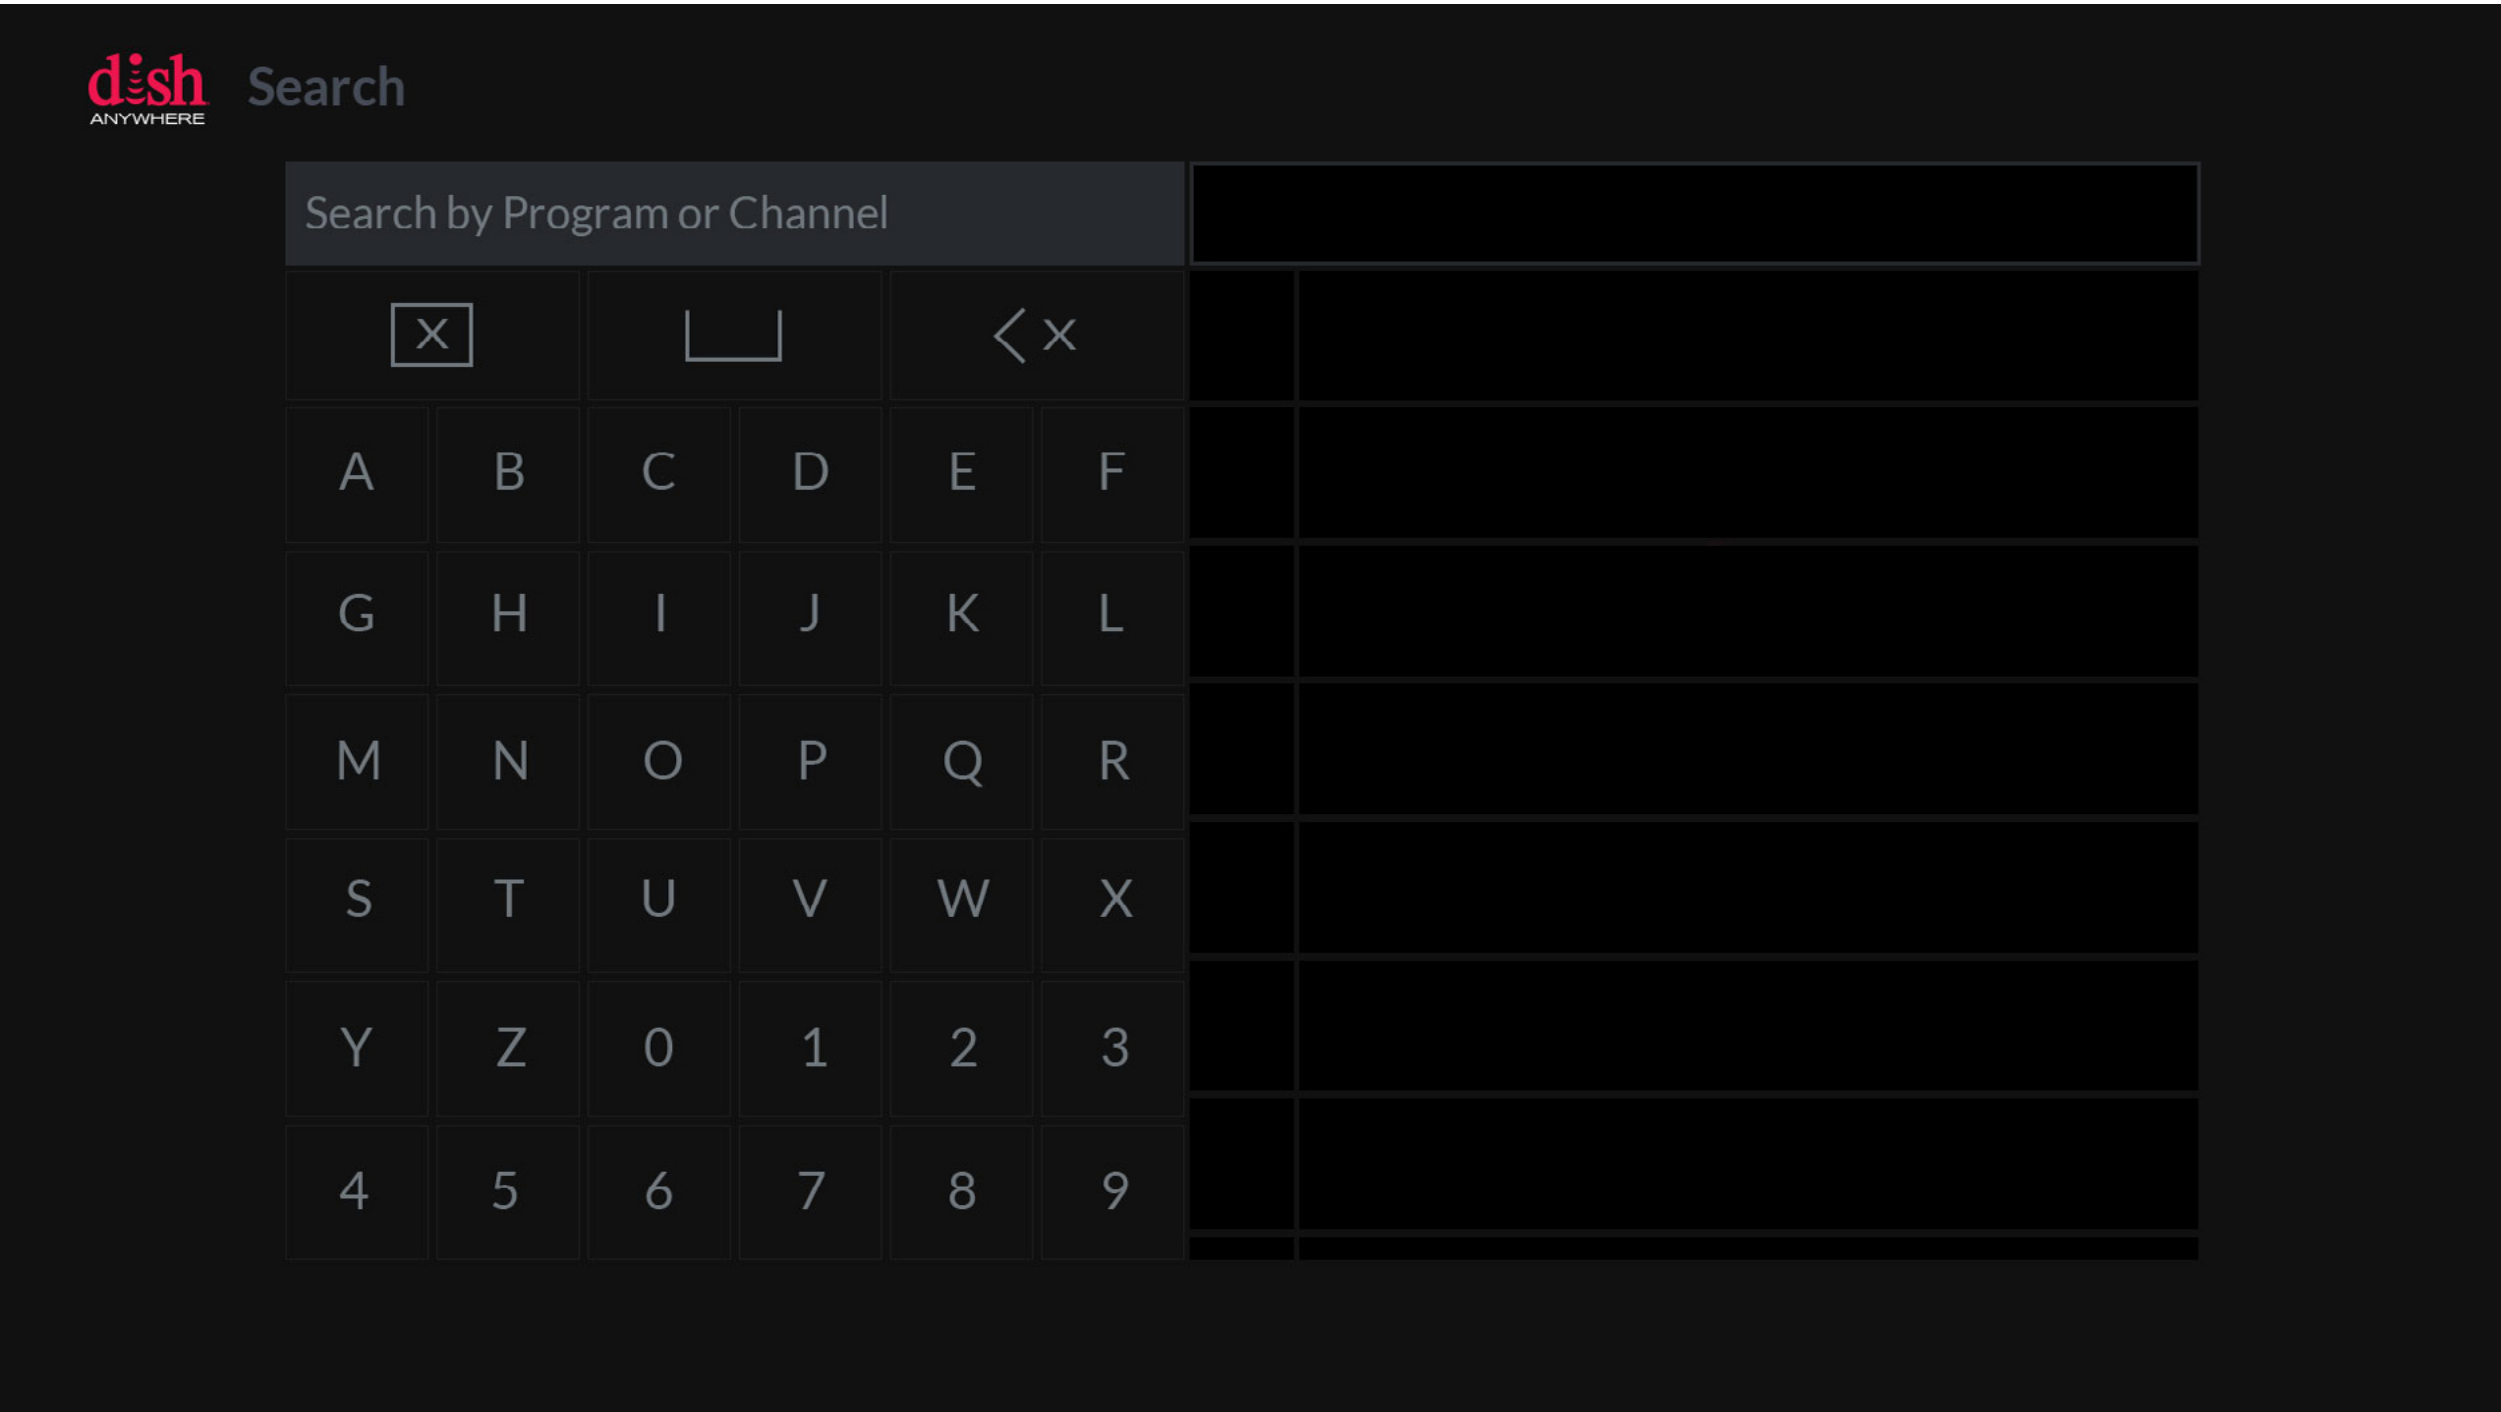 dish
ANYWHERE
Search
Search by Program or Channel
X
< X
A B C D E F
G H I J K L
M N O P Q R
S T U V W X
Y Z 0 1 2 3
4 5 6 7 8 9